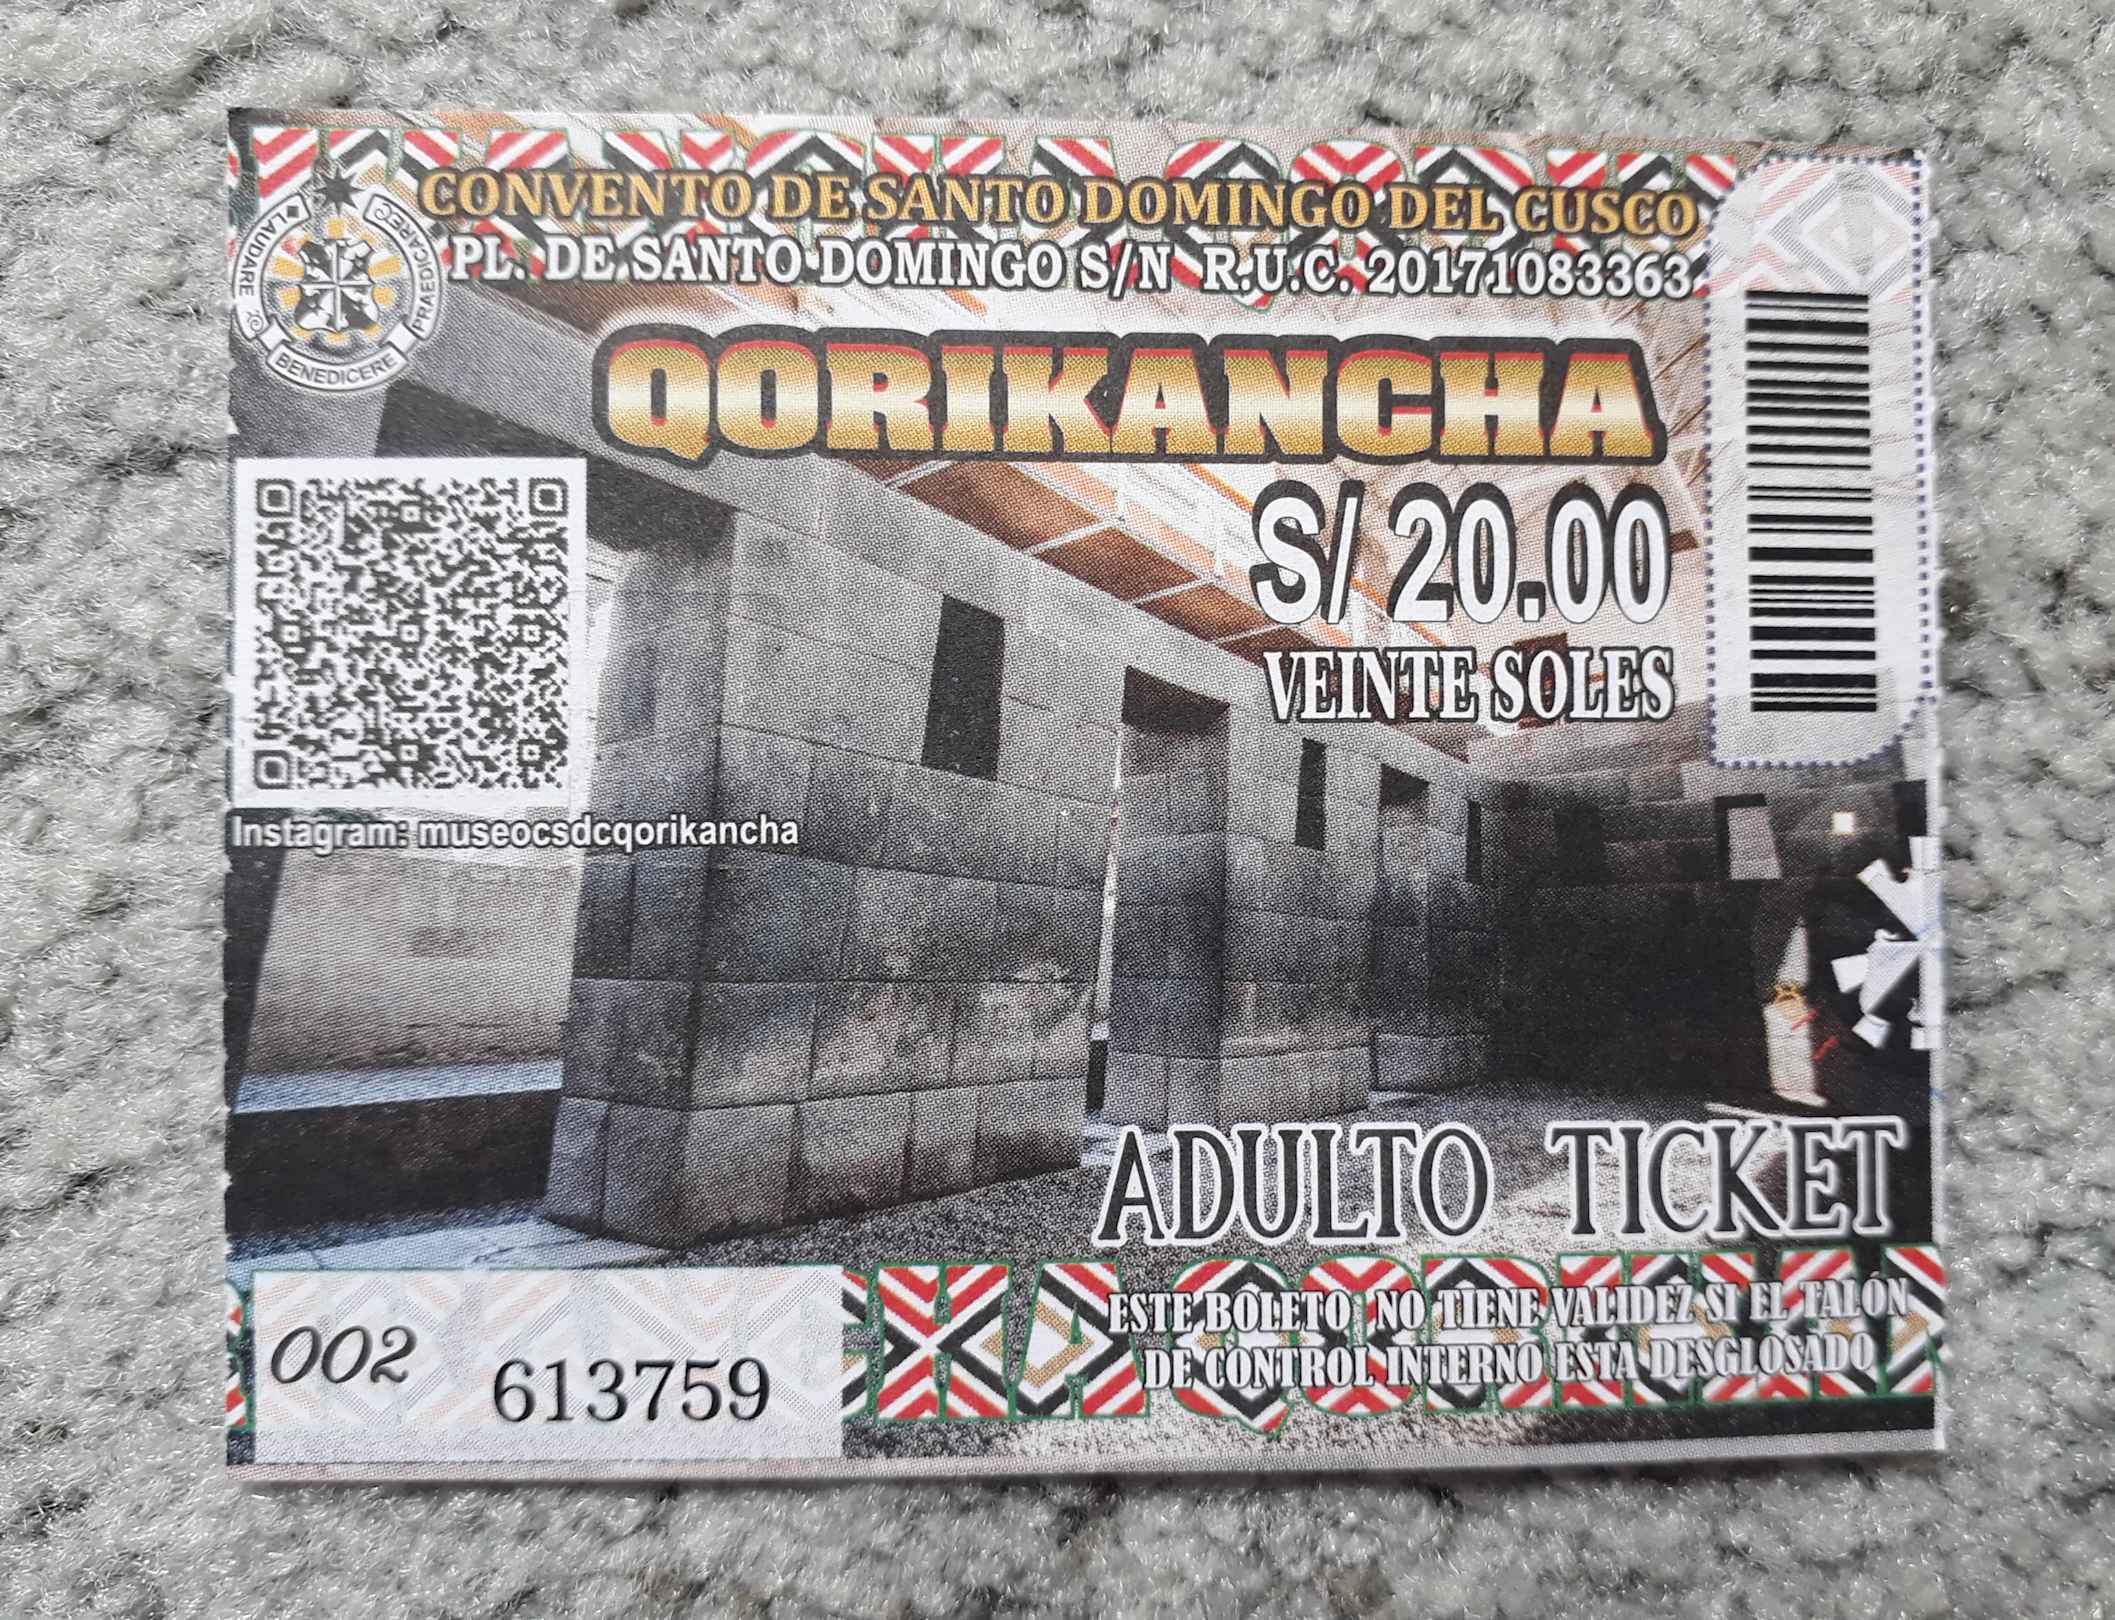 CONVENTO DE SANTO DOMINGO DEL CUSCO
PL. DE SANTO DOMINGO S/N R.U.C. 20171083363
LAUDARE
BENEDICERE
PRAEDICARE
QORIKANCHA
S/ 20.00
VEINTE SOLES
Instagram: museocsdcqorikancha
ADULTO TICKET
ESTE BOLETO NO TIENE VALIDEZ SI EL TALÓN
DE CONTROL INTERNO ESTA DESGLOSADO
002 613759